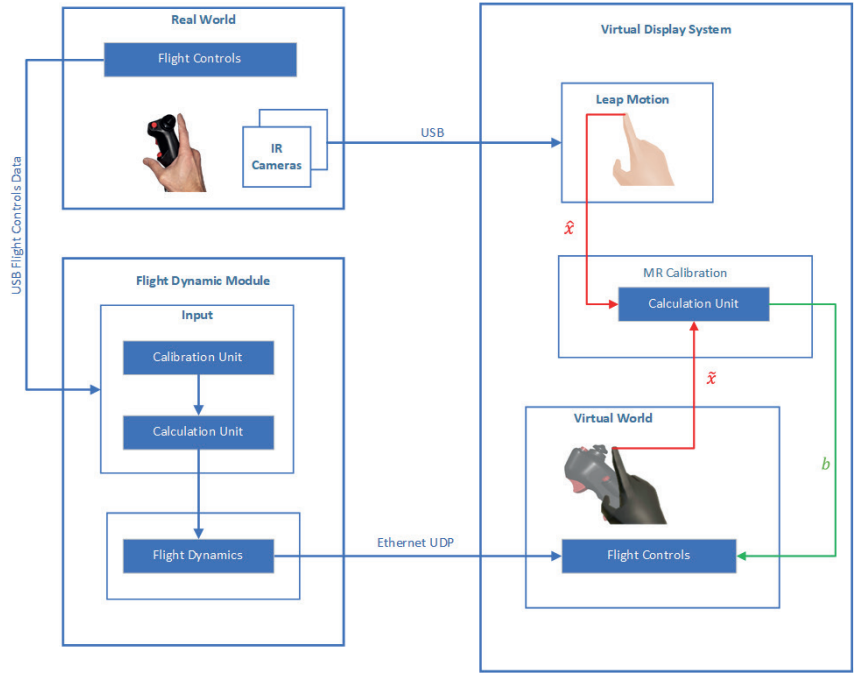 Real World
Flight Controls
IR
Cameras
USB
USB Flight Controls Data
Virtual Display System
Leap Motion
x̂
MR Calibration
Calculation Unit
x̃
Flight Dynamic Module
Input
Calibration Unit
Calculation Unit
Flight Dynamics
Ethernet UDP
Virtual World
Flight Controls
b